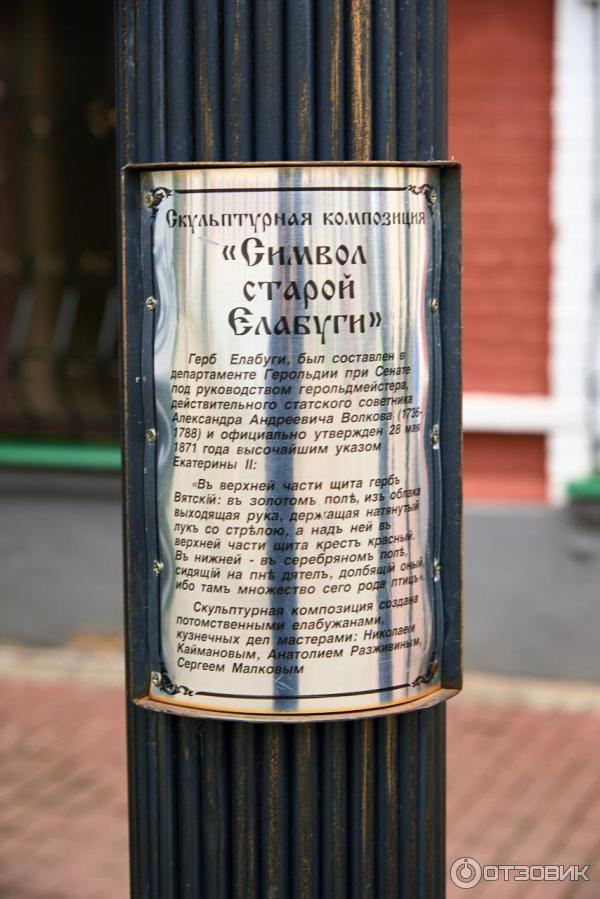 Скульптурная композиция
«Символ
старой
Елабуги»
Герб Елабуги, был составлен в
департаменте Герольдии при Сенате
под руководством герольдмейстера,
действительного статского советника
Александра Андреевича Волкова (1736-
1788) и официально утвержден 28 мая
1871 года высочайшим указом
Екатерины II:
«Въ верхней части щита гербъ
Вятскій: въ золотомъ полѣ, изъ облака
выходящая рука, держащая натянутый
лукъ со стрѣлою, а надъ ней въ
верхней части щита крестъ красный.
Въ нижней - въ серебряномъ полѣ,
сидящій на пнѣ дятелъ, долбящій оный,
ибо тамъ множество сего рода птицъ».
Скульптурная композиция создана
потомственными елабужанами,
кузнечных дел мастерами: Николаем
Каймановым, Анатолием Разживиным,
Сергеем Малковым
ОТЗОВИК